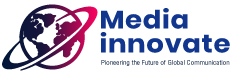 Media
innovate
Pioneering the Future of Global Communication